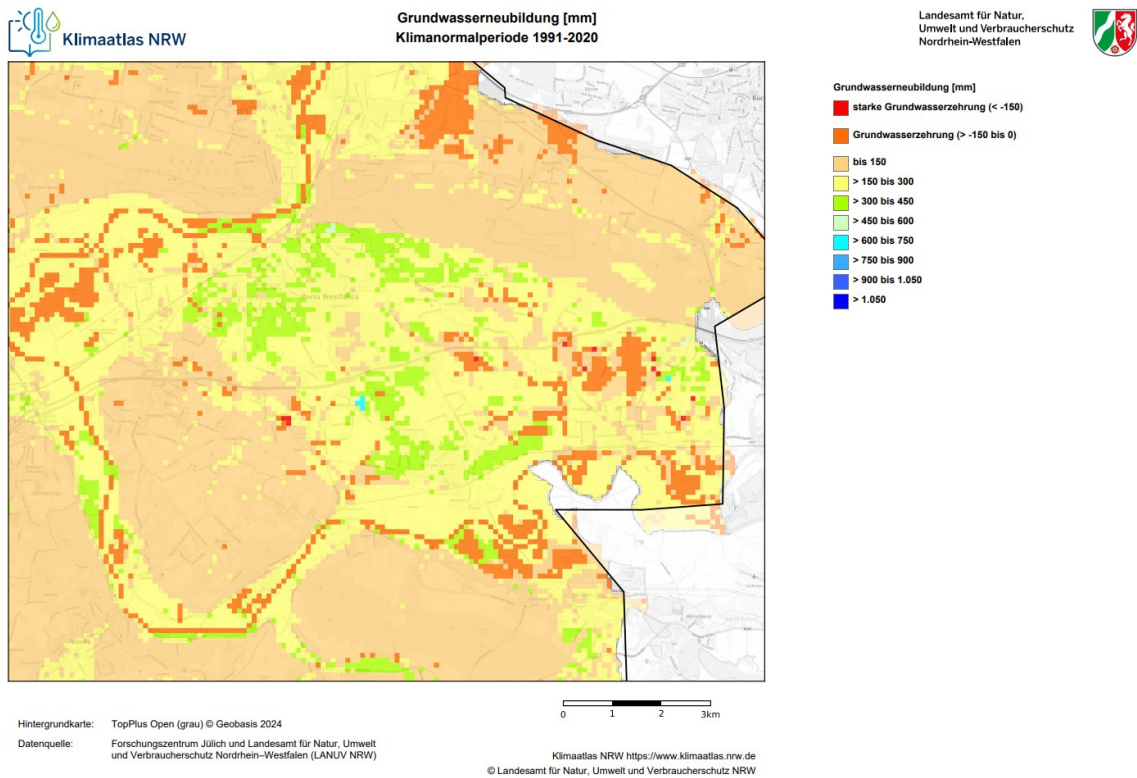 Klimaatlas NRW
Grundwasserneubildung [mm]
Klimanormalperiode 1991-2020
Landesamt für Natur,
Umwelt und Verbraucherschutz
Nordrhein-Westfalen
Grundwasserneubildung [mm]
starke Grundwasserzehrung (< -150)
Grundwasserzehrung (> -150 bis 0)
bis 150
> 150 bis 300
> 300 bis 450
> 450 bis 600
> 600 bis 750
> 750 bis 900
> 900 bis 1.050
> 1.050
Porta Westfalica
Vlotho
0 1 2 3km
Hintergrundkarte: TopPlus Open (grau) © Geobasis 2024
Datenquelle: Forschungszentrum Jülich und Landesamt für Natur, Umwelt
und Verbraucherschutz Nordrhein–Westfalen (LANUV NRW)
Klimaatlas NRW https://www.klimaatlas.nrw.de
© Landesamt für Natur, Umwelt und Verbraucherschutz NRW